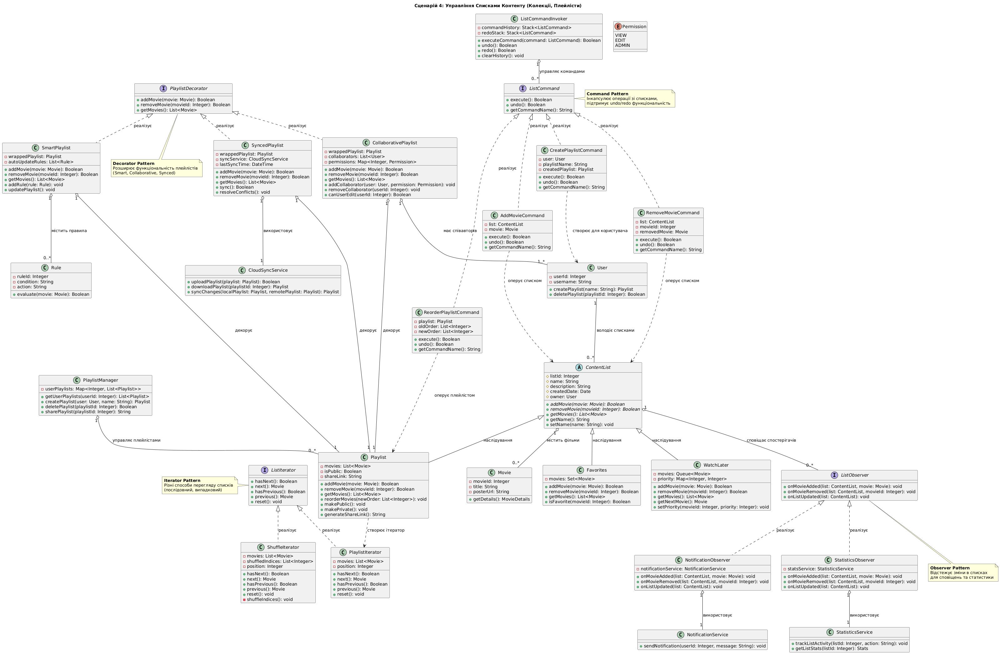 Сценарій 4: Управління Списками Контенту (Колекції, Плейлісти)
ListCommandInvoker
commandHistory: Stack<ListCommand>
redoStack: Stack<ListCommand>
executeCommand(command: ListCommand): Boolean
undo(): Boolean
redo(): Boolean
clearHistory(): void
Permission
VIEW
EDIT
ADMIN
1
управляє командами
0..*
PlaylistDecorator
addMovie(movie: Movie): Boolean
removeMovie(movieId: Integer): Boolean
getMovies(): List<Movie>
ListCommand
execute(): Boolean
undo(): Boolean
getCommandName(): String
Command Pattern
Інкапсулює операції зі списками,
підтримує undo/redo функціональність
реалізує
реалізує
реалізує
реалізує
реалізує
реалізує
реалізує
SmartPlaylist
wrappedPlaylist: Playlist
autoUpdateRules: List<Rule>
addMovie(movie: Movie): Boolean
removeMovie(movieId: Integer): Boolean
getMovies(): List<Movie>
addRule(rule: Rule): void
updatePlaylist(): void
Decorator Pattern
Розширює функціональність плейлістів
(Smart, Collaborative, Synced)
SyncedPlaylist
wrappedPlaylist: Playlist
syncService: CloudSyncService
lastSyncTime: DateTime
addMovie(movie: Movie): Boolean
removeMovie(movieId: Integer): Boolean
getMovies(): List<Movie>
sync(): Boolean
resolveConflicts(): void
CollaborativePlaylist
wrappedPlaylist: Playlist
collaborators: List<User>
permissions: Map<Integer, Permission>
addMovie(movie: Movie): Boolean
removeMovie(movieId: Integer): Boolean
getMovies(): List<Movie>
addCollaborator(user: User, permission: Permission): void
removeCollaborator(userId: Integer): void
canUserEdit(userId: Integer): Boolean
CreatePlaylistCommand
user: User
playlistName: String
createdPlaylist: Playlist
execute(): Boolean
undo(): Boolean
getCommandName(): String
AddMovieCommand
list: ContentList
movie: Movie
execute(): Boolean
undo(): Boolean
getCommandName(): String
RemoveMovieCommand
list: ContentList
movieId: Integer
removedMovie: Movie
execute(): Boolean
undo(): Boolean
getCommandName(): String
1
1
1
1
1
1
містить правила
використовує
має співавторів
створює для користувача
0..*
1
1..*
Rule
ruleId: Integer
condition: String
action: String
evaluate(movie: Movie): Boolean
CloudSyncService
uploadPlaylist(playlist: Playlist): Boolean
downloadPlaylist(playlistId: Integer): Playlist
syncChanges(localPlaylist: Playlist, remotePlaylist: Playlist): Playlist
User
userId: Integer
username: String
createPlaylist(name: String): Playlist
deletePlaylist(playlistId: Integer): Boolean
оперує списком
оперує списком
реалізує
ReorderPlaylistCommand
playlist: Playlist
oldOrder: List<Integer>
newOrder: List<Integer>
execute(): Boolean
undo(): Boolean
getCommandName(): String
декорує
декорує
декорує
1
володіє списками
0..*
PlaylistManager
userPlaylists: Map<Integer, List<Playlist>>
getUserPlaylists(userId: Integer): List<Playlist>
createPlaylist(user: User, name: String): Playlist
deletePlaylist(playlistId: Integer): Boolean
sharePlaylist(playlistId: Integer): String
оперує плейлістом
ContentList
listId: Integer
name: String
description: String
createdDate: Date
owner: User
addMovie(movie: Movie): Boolean
removeMovie(movieId: Integer): Boolean
getMovies(): List<Movie>
getName(): String
setName(name: String): void
1
управляє плейлістами
0..*
1
1
1
наслідування
1
містить фільми
0..*
наслідування
наслідування
1
сповіщає спостерігачів
0..*
Iterator Pattern
Різні способи перегляду списків
(послідовний, випадковий)
ListIterator
hasNext(): Boolean
next(): Movie
hasPrevious(): Boolean
previous(): Movie
reset(): void
Playlist
movies: List<Movie>
isPublic: Boolean
shareLink: String
addMovie(movie: Movie): Boolean
removeMovie(movieId: Integer): Boolean
getMovies(): List<Movie>
reorderMovies(newOrder: List<Integer>): void
makePublic(): void
makePrivate(): void
generateShareLink(): String
Movie
movieId: Integer
title: String
posterUrl: String
getDetails(): MovieDetails
Favorites
movies: Set<Movie>
addMovie(movie: Movie): Boolean
removeMovie(movieId: Integer): Boolean
getMovies(): List<Movie>
isFavorite(movieId: Integer): Boolean
WatchLater
movies: Queue<Movie>
priority: Map<Integer, Integer>
addMovie(movie: Movie): Boolean
removeMovie(movieId: Integer): Boolean
getMovies(): List<Movie>
getNextMovie(): Movie
setPriority(movieId: Integer, priority: Integer): void
ListObserver
onMovieAdded(list: ContentList, movie: Movie): void
onMovieRemoved(list: ContentList, movieId: Integer): void
onListUpdated(list: ContentList): void
реалізує
реалізує
створює ітератор
реалізує
реалізує
ShuffleIterator
movies: List<Movie>
shuffledIndices: List<Integer>
position: Integer
hasNext(): Boolean
next(): Movie
hasPrevious(): Boolean
previous(): Movie
reset(): void
shuffleIndices(): void
PlaylistIterator
movies: List<Movie>
position: Integer
hasNext(): Boolean
next(): Movie
hasPrevious(): Boolean
previous(): Movie
reset(): void
NotificationObserver
notificationService: NotificationService
onMovieAdded(list: ContentList, movie: Movie): void
onMovieRemoved(list: ContentList, movieId: Integer): void
onListUpdated(list: ContentList): void
StatisticsObserver
statsService: StatisticsService
onMovieAdded(list: ContentList, movie: Movie): void
onMovieRemoved(list: ContentList, movieId: Integer): void
onListUpdated(list: ContentList): void
Observer Pattern
Відстежує зміни в списках
для сповіщень та статистики
1
використовує
1
1
використовує
1
NotificationService
sendNotification(userId: Integer, message: String): void
StatisticsService
trackListActivity(listId: Integer, action: String): void
getListStats(listId: Integer): Stats